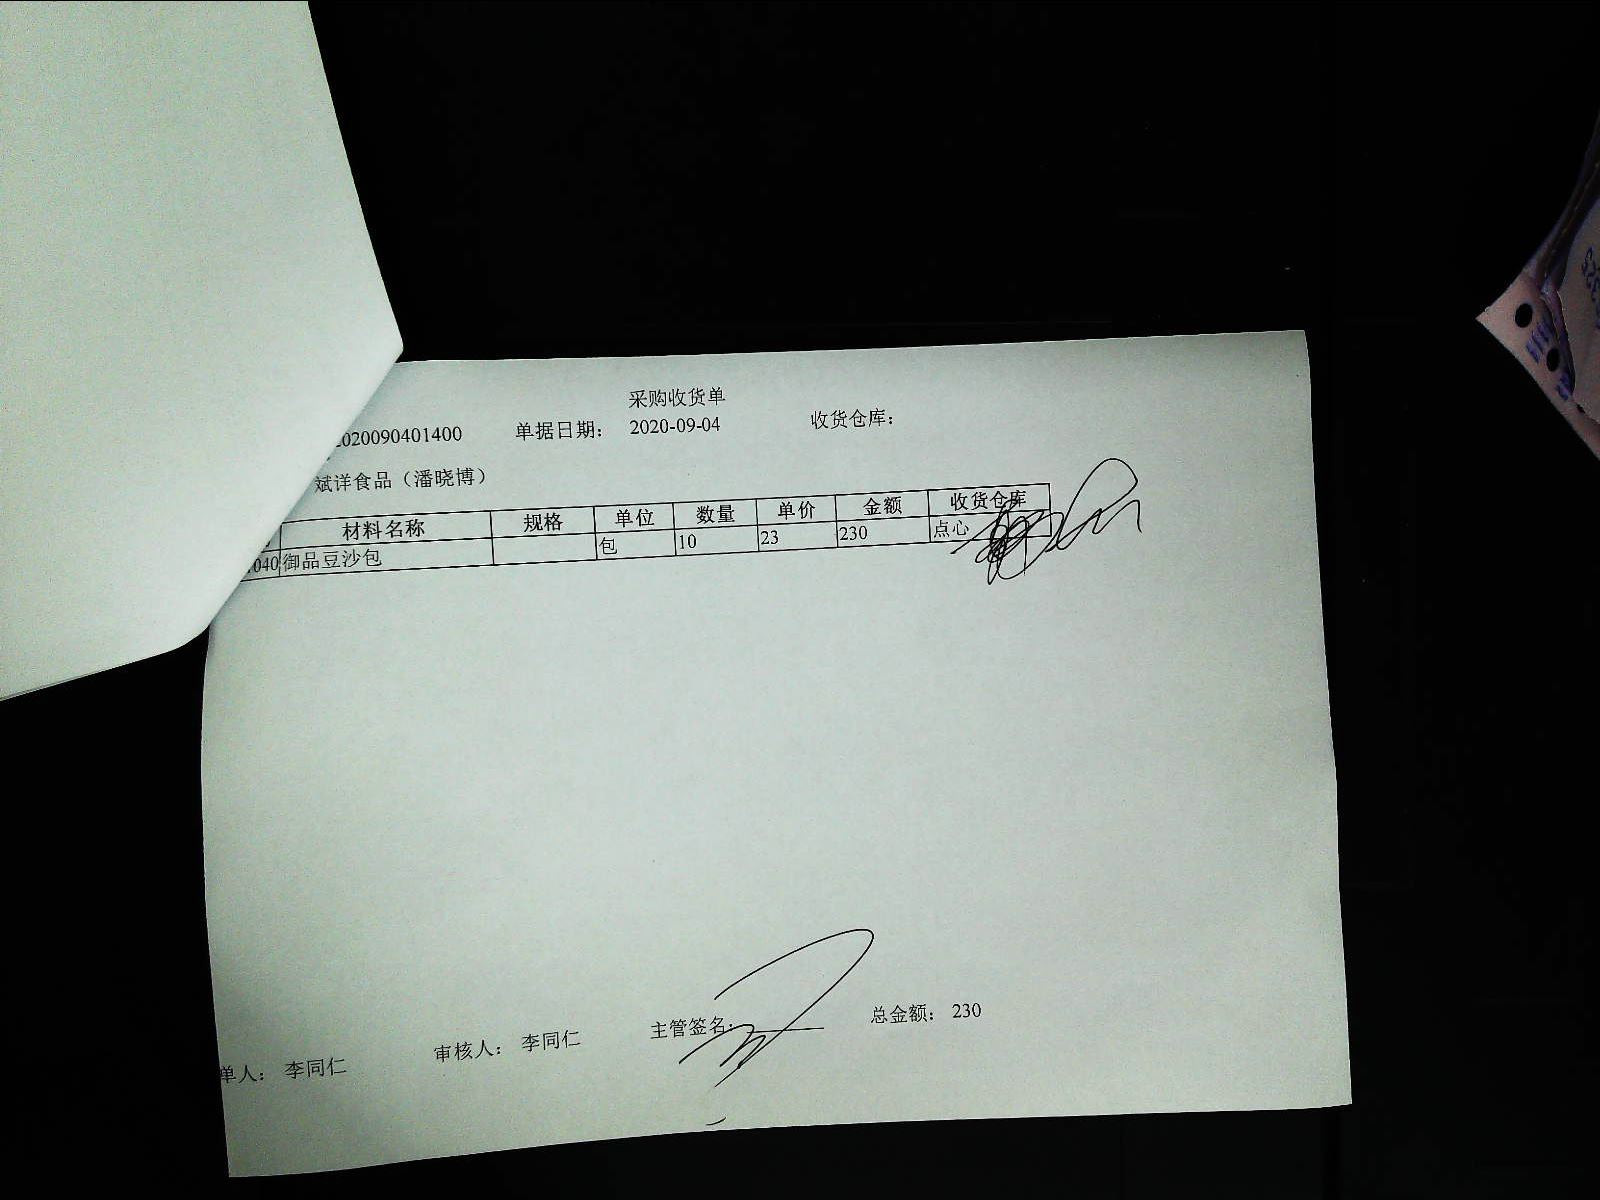 采购收货单
2020090401400 单据日期： 2020-09-04 收货仓库：
斌洋食品（潘晓博）
材料名称 规格 单位 数量 单价 金额 收货仓库
040 御品豆沙包 包 10 23 230 点心
单人： 李同仁 审核人： 李同仁 主管签名： 总金额： 230